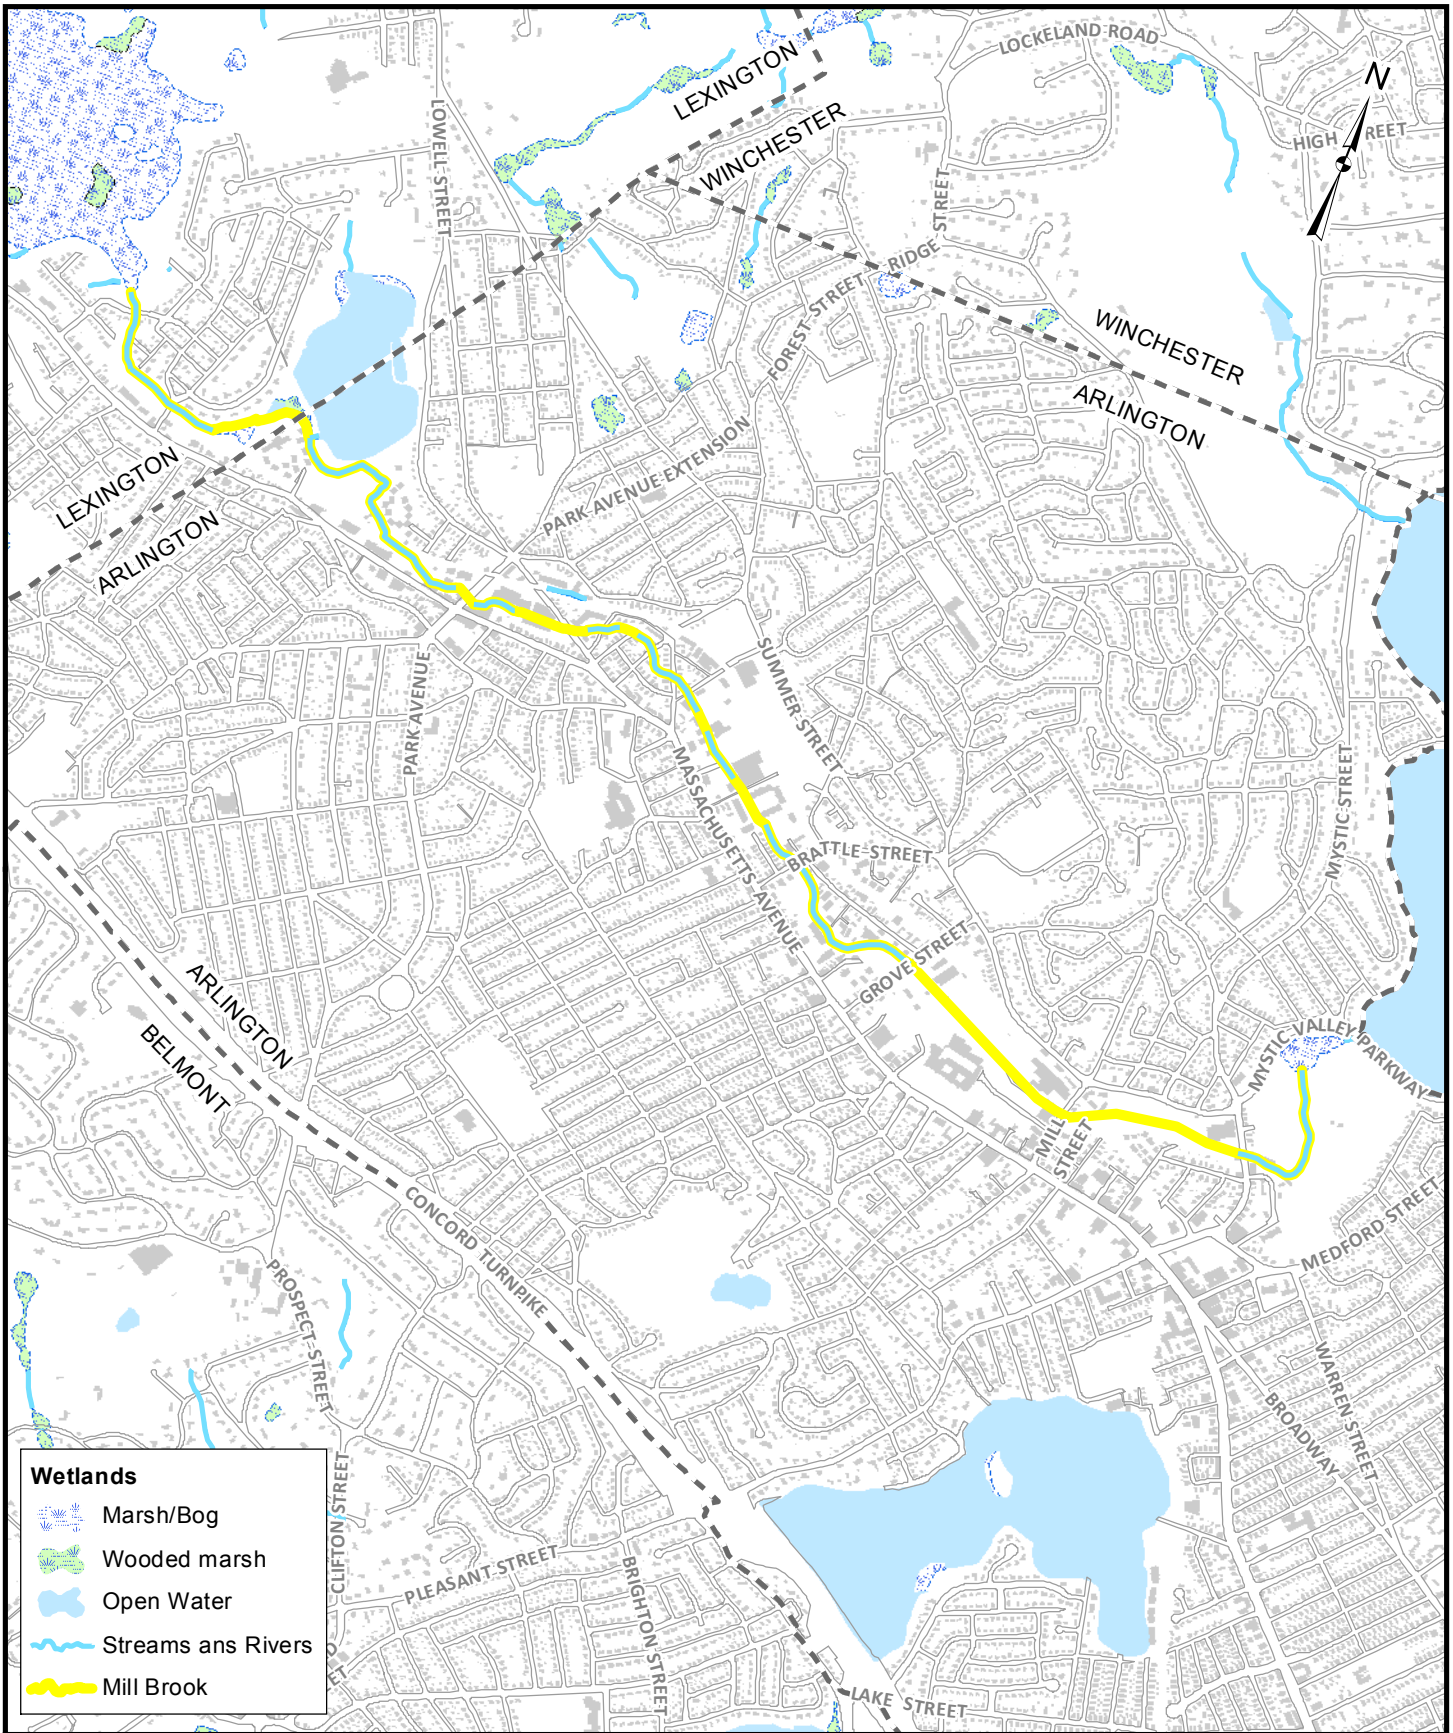 LOCKELAND ROAD
N
LEXINGTON
WINCHESTER
HIGH STREET
LOWELL STREET
RIDGE STREET
FOREST STREET
WINCHESTER
ARLINGTON
PARK AVENUE EXTENSION
LEXINGTON
ARLINGTON
PARK AVENUE
SUMMER STREET
MASSACHUSETTS AVENUE
MYSTIC STREET
BRATTLE STREET
GROVE STREET
ARLINGTON
BELMONT
MYSTIC VALLEY PARKWAY
MILL
STREET
CONCORD TURNPIKE
MEDFORD STREET
PROSPECT STREET
WARREN STREET
BROADWAY
CLIFTON STREET
PLEASANT STREET
BRIGHTON STREET
LAKE STREET
Wetlands
Marsh/Bog
Wooded marsh
Open Water
Streams ans Rivers
Mill Brook